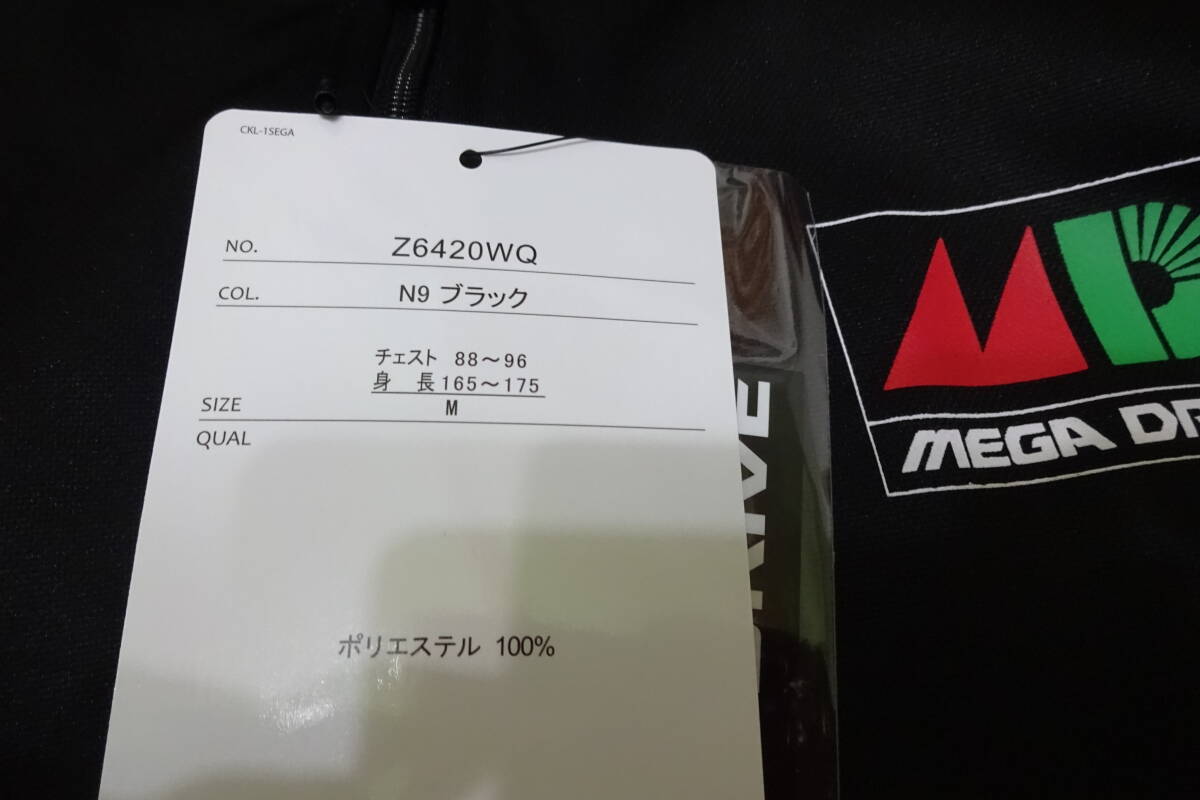 CKL-1SEGA
NO. Z6420WQ
COL. N9 ブラック
チェスト 88～96
身 長 165～175
SIZE M
QUAL
ポリエステル 100%
MEGA DR
RIVE